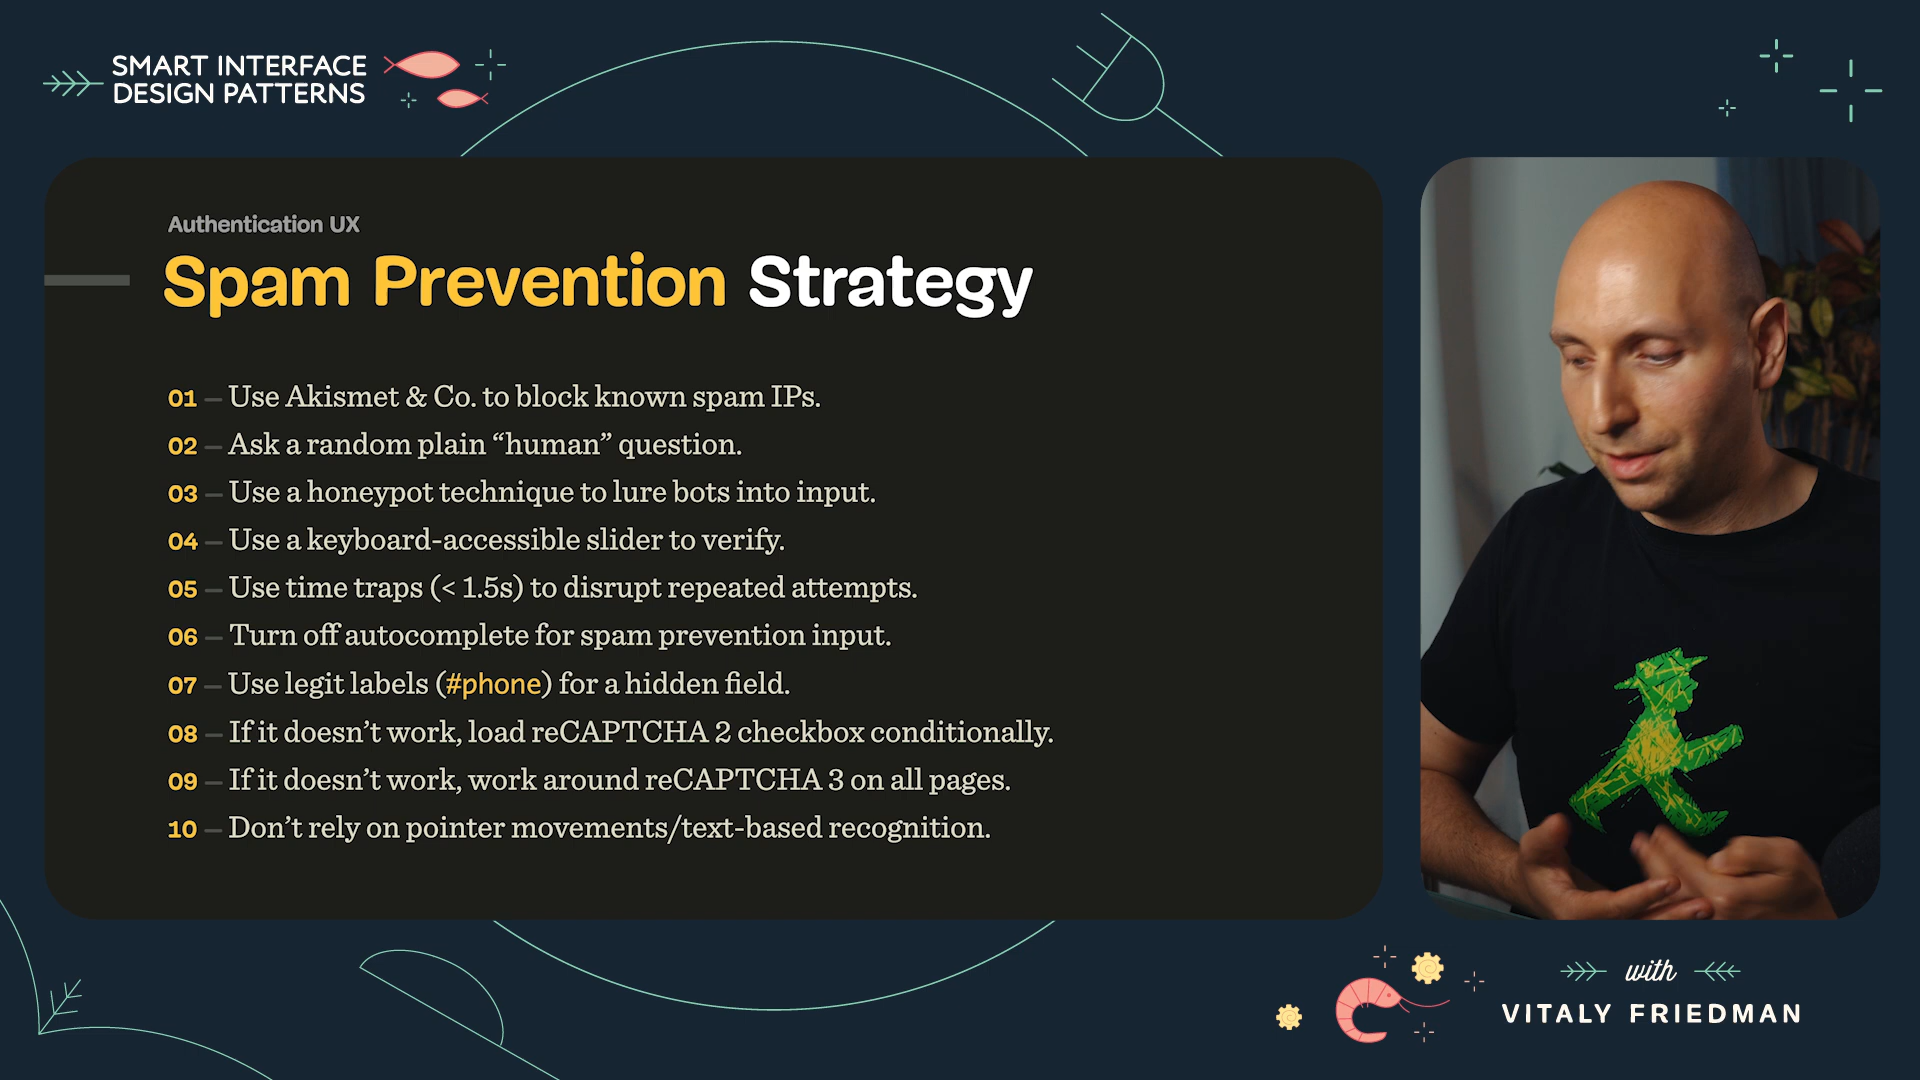 SMART INTERFACE
DESIGN PATTERNS
Authentication UX
Spam Prevention Strategy
01 – Use Akismet & Co. to block known spam IPs.
02 – Ask a random plain “human” question.
03 – Use a honeypot technique to lure bots into input.
04 – Use a keyboard-accessible slider to verify.
05 – Use time traps (< 1.5s) to disrupt repeated attempts.
06 – Turn off autocomplete for spam prevention input.
07 – Use legit labels (#phone) for a hidden field.
08 – If it doesn’t work, load reCAPTCHA 2 checkbox conditionally.
09 – If it doesn’t work, work around reCAPTCHA 3 on all pages.
10 – Don’t rely on pointer movements/text-based recognition.
with
VITALY FRIEDMAN